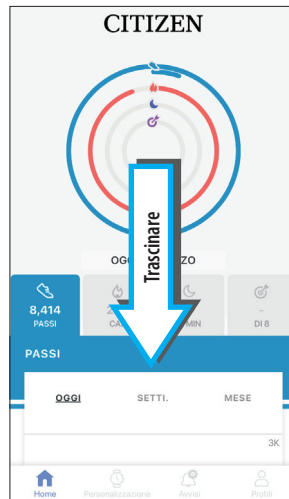 CITIZEN
OGG
ZO
Trascinare
8,414
PASSI
CA
MIN
-
DI 8
PASSI
OGGI SETTI. MESE
3K
Home Personalizzazione Avvisi Profili